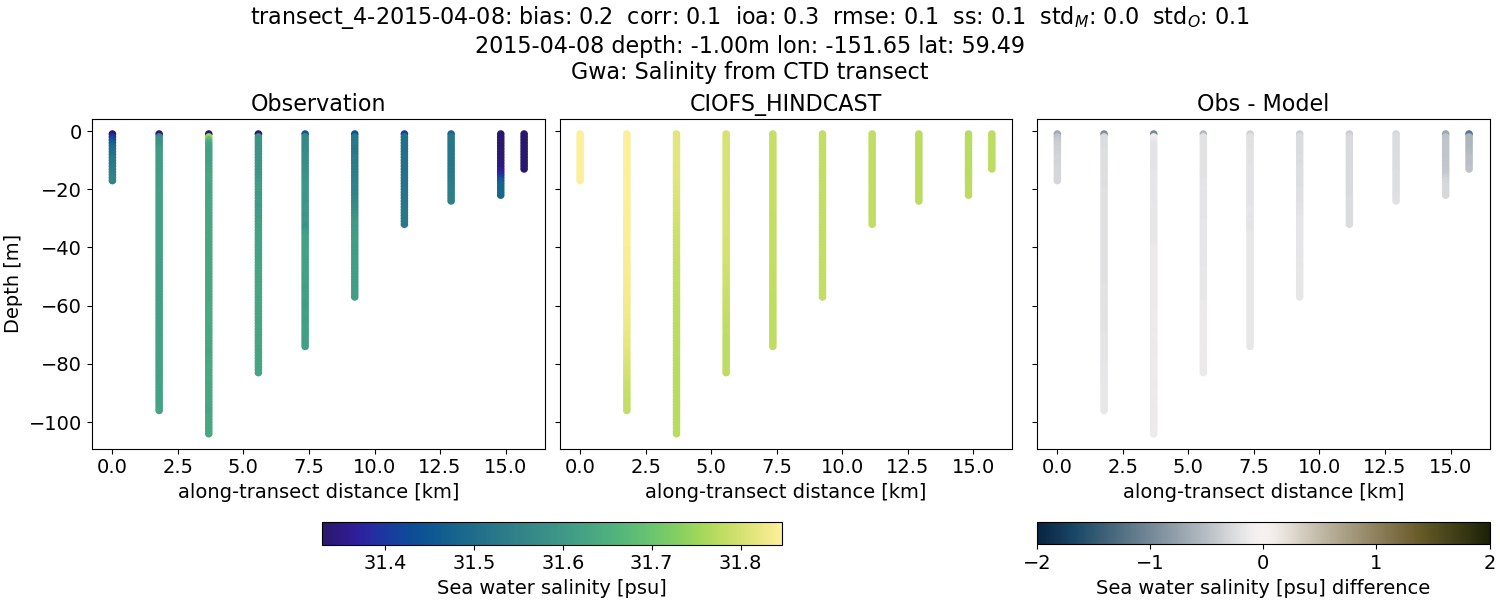 transect_4-2015-04-08: bias: 0.2 corr: 0.1 ioa: 0.3 rmse: 0.1 ss: 0.1 std_M: 0.0 std_O: 0.1
2015-04-08 depth: -1.00m lon: -151.65 lat: 59.49
Gwa: Salinity from CTD transect
Observation
CIOFS_HINDCAST
Obs - Model
Depth [m]
0
−20
−40
−60
−80
−100
0.0 2.5 5.0 7.5 10.0 12.5 15.0
along-transect distance [km]
0.0 2.5 5.0 7.5 10.0 12.5 15.0
along-transect distance [km]
0.0 2.5 5.0 7.5 10.0 12.5 15.0
along-transect distance [km]
31.4 31.5 31.6 31.7 31.8
Sea water salinity [psu]
−2 −1 0 1 2
Sea water salinity [psu] difference